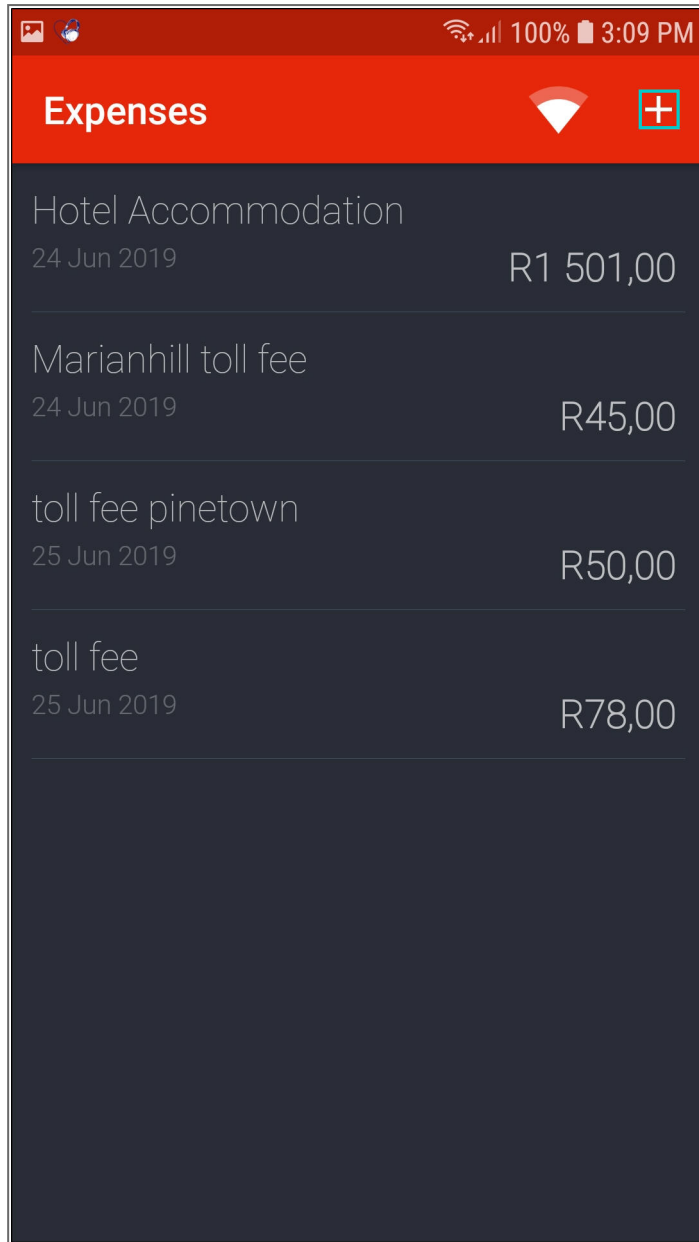 100% 3:09 PM
Expenses
Hotel Accommodation
24 Jun 2019
R1 501,00
Marianhill toll fee
24 Jun 2019
R45,00
toll fee pinetown
25 Jun 2019
R50,00
toll fee
25 Jun 2019
R78,00